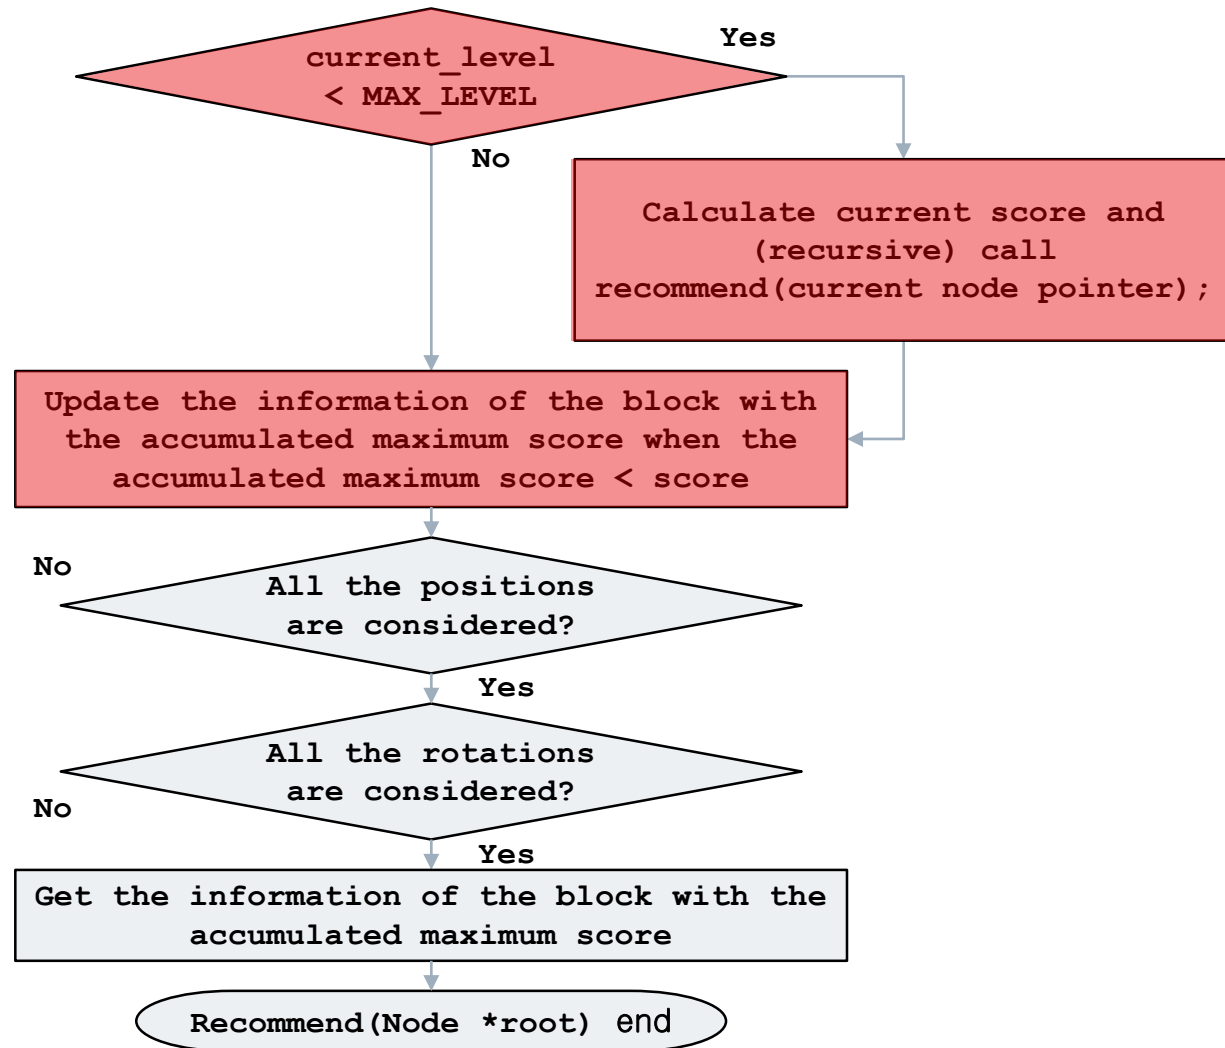 current_level
< MAX_LEVEL
Yes
No
Calculate current score and
(recursive) call
recommend(current node pointer);
Update the information of the block with
the accumulated maximum score when the
accumulated maximum score < score
No
All the positions
are considered?
Yes
All the rotations
are considered?
No
Yes
Get the information of the block with the
accumulated maximum score
Recommend(Node *root) end